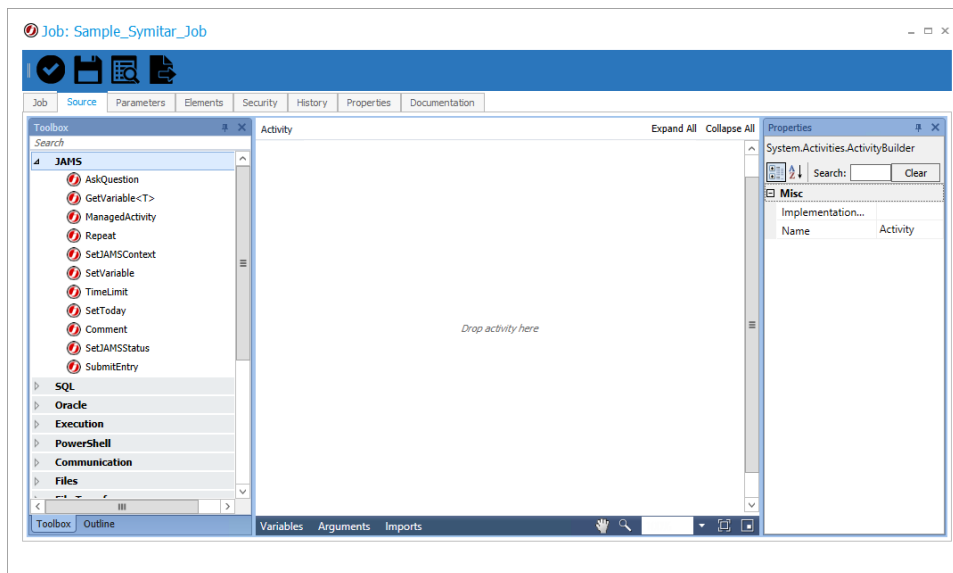 Job: Sample_Symitar_Job
Job Source Parameters Elements Security History Properties Documentation
Toolbox
Search
JAMS
AskQuestion
GetVariable<T>
ManagedActivity
Repeat
SetJAMSContext
SetVariable
TimeLimit
SetToday
Comment
SetJAMSStatus
SubmitEntry
SQL
Oracle
Execution
PowerShell
Communication
Files
Toolbox Outline
Activity Expand All Collapse All
Drop activity here
Variables Arguments Imports
Properties
System.Activities.ActivityBuilder
Search: Clear
Misc
Implementation...
Name Activity